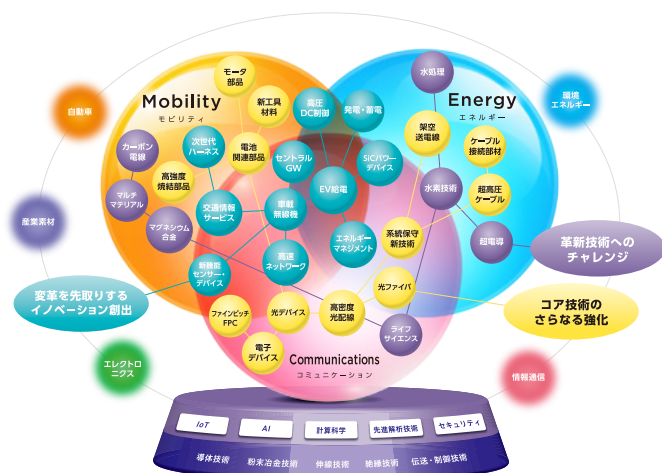 Mobility
モビリティ
Energy
エネルギー
Communications
コミュニケーション
自動車
環境
エネルギー
産業素材
エレクトロ
ニクス
情報通信
モータ
部品
新工具
材料
高圧
DC制御
発電・蓄電
水処理
架空
送電線
ケーブル
接続部材
カーボン
電線
次世代
ハーネス
電池
関連部品
セントラル
GW
SiCパワー
デバイス
高強度
焼結部品
EV給電
水素技術
超高圧
ケーブル
マルチ
マテリアル
交通情報
サービス
車載
無線機
マグネシウム
合金
エネルギー
マネジメント
系統保守
新技術
超電導
高速
ネットワーク
新機能
センサー・
デバイス
光ファイバ
ファインピッチ
FPC
光デバイス
高密度
光配線
ライフ
サイエンス
電子
デバイス
革新技術への
チャレンジ
変革を先取りする
イノベーション創出
コア技術の
さらなる強化
IoT
AI
計算科学
先進解析技術
セキュリティ
導体技術
粉末冶金技術
伸線技術
絶縁技術
伝送・制御技術